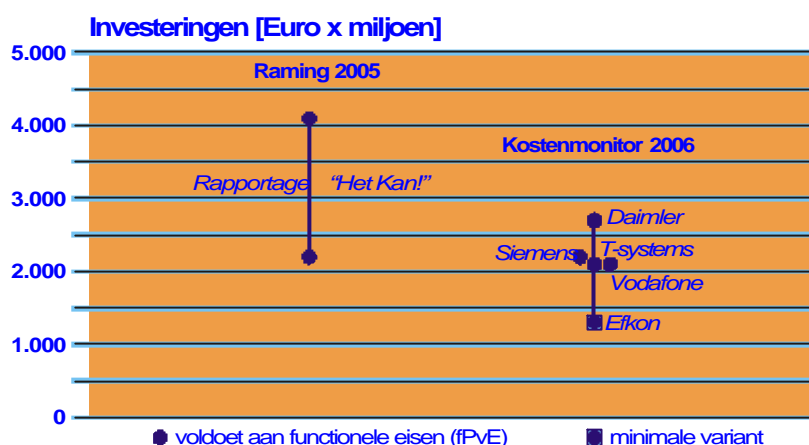 Investeringen [Euro x miljoen]
5.000
Raming 2005
4.000
Kostenmonitor 2006
Rapportage "Het Kan!"
3.000
Daimler
Siemens T-systems
2.000
Vodafone
Efkon
1.000
0
voldoet aan functionele eisen (fPvE) minimale variant